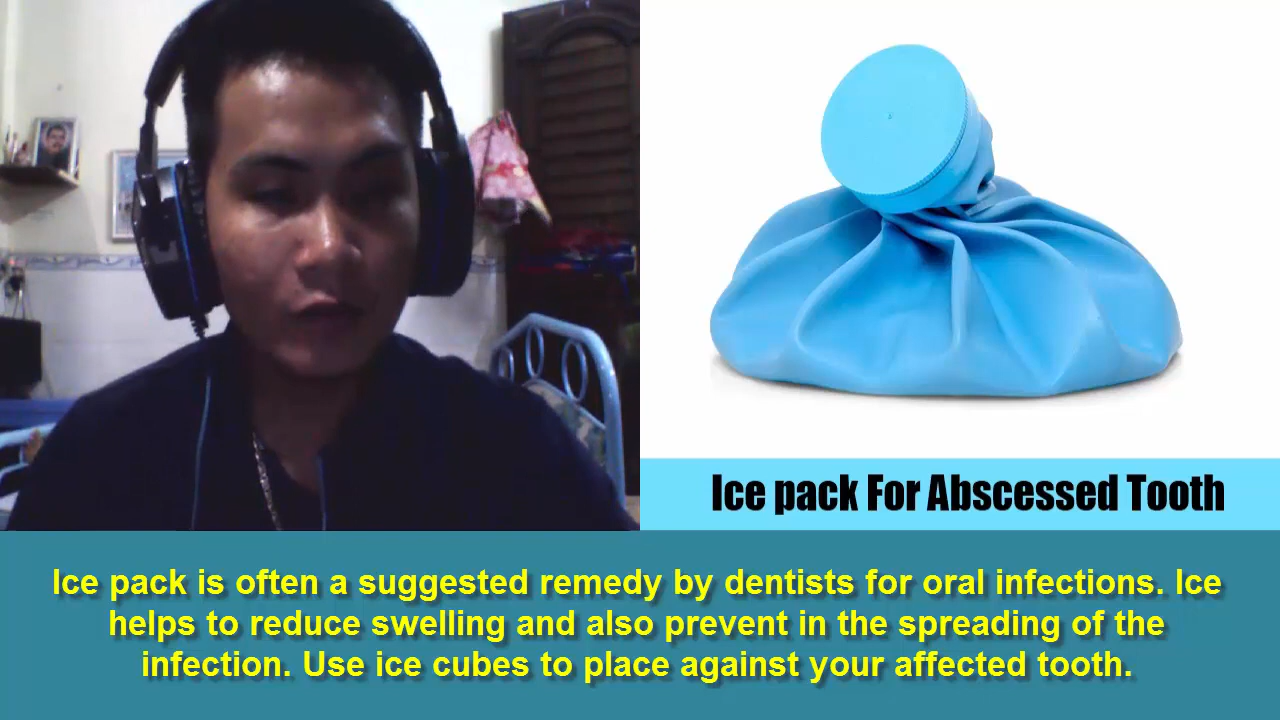 Ice pack For Abscessed Tooth
Ice pack is often a suggested remedy by dentists for oral infections. Ice
helps to reduce swelling and also prevent in the spreading of the
infection. Use ice cubes to place against your affected tooth.